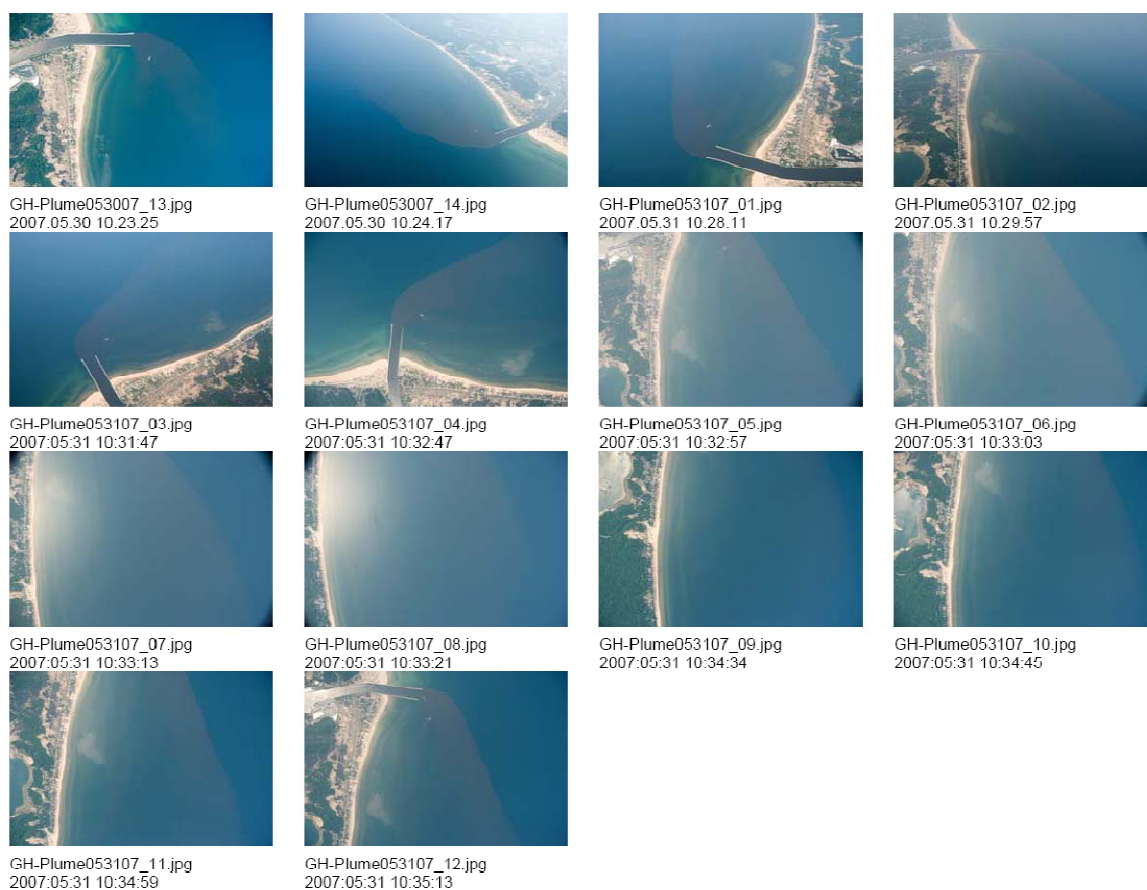 GH-Plume053007_13.jpg
2007.05.30 10.23.25
GH-Plume053007_14.jpg
2007.05.30 10.24.17
GH-Plume053107_01.jpg
2007.05.31 10.28.11
GH-Plume053107_02.jpg
2007.05.31 10.29.57
GH-Plume053107_03.jpg
2007:05:31 10:31:47
GH-Plume053107_04.jpg
2007:05:31 10:32:47
GH-Plume053107_05.jpg
2007:05:31 10:32:57
GH-Plume053107_06.jpg
2007:05:31 10:33:03
GH-Plume053107_07.jpg
2007:05:31 10:33:13
GH-Plume053107_08.jpg
2007:05:31 10:33:21
GH-Plume053107_09.jpg
2007:05:31 10:34:34
GH-Plume053107_10.jpg
2007:05:31 10:34:45
GH-Plume053107_11.jpg
2007:05:31 10:34:59
GH-Plume053107_12.jpg
2007:05:31 10:35:13